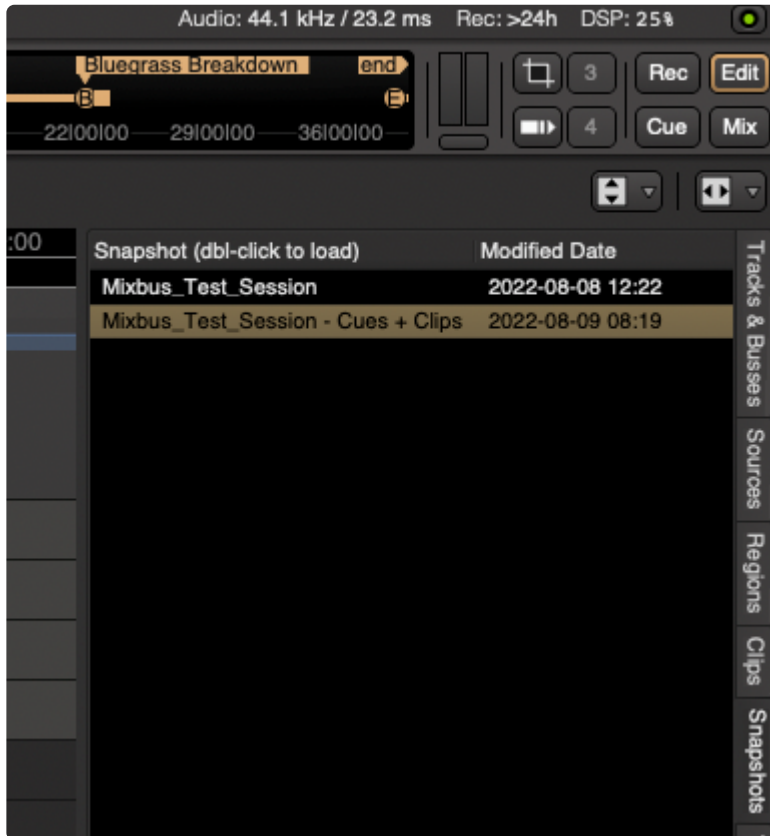 Audio: 44.1 kHz / 23.2 ms Rec: >24h DSP: 25%
Bluegrass Breakdown end
B E
22|00|00 29|00|00 36|00|00
3 Rec Edit
4 Cue Mix
:00
Snapshot (dbl-click to load) Modified Date
Mixbus_Test_Session 2022-08-08 12:22
Mixbus_Test_Session - Cues + Clips 2022-08-09 08:19
Tracks & Busses
Sources
Regions
Clips
Snapshots